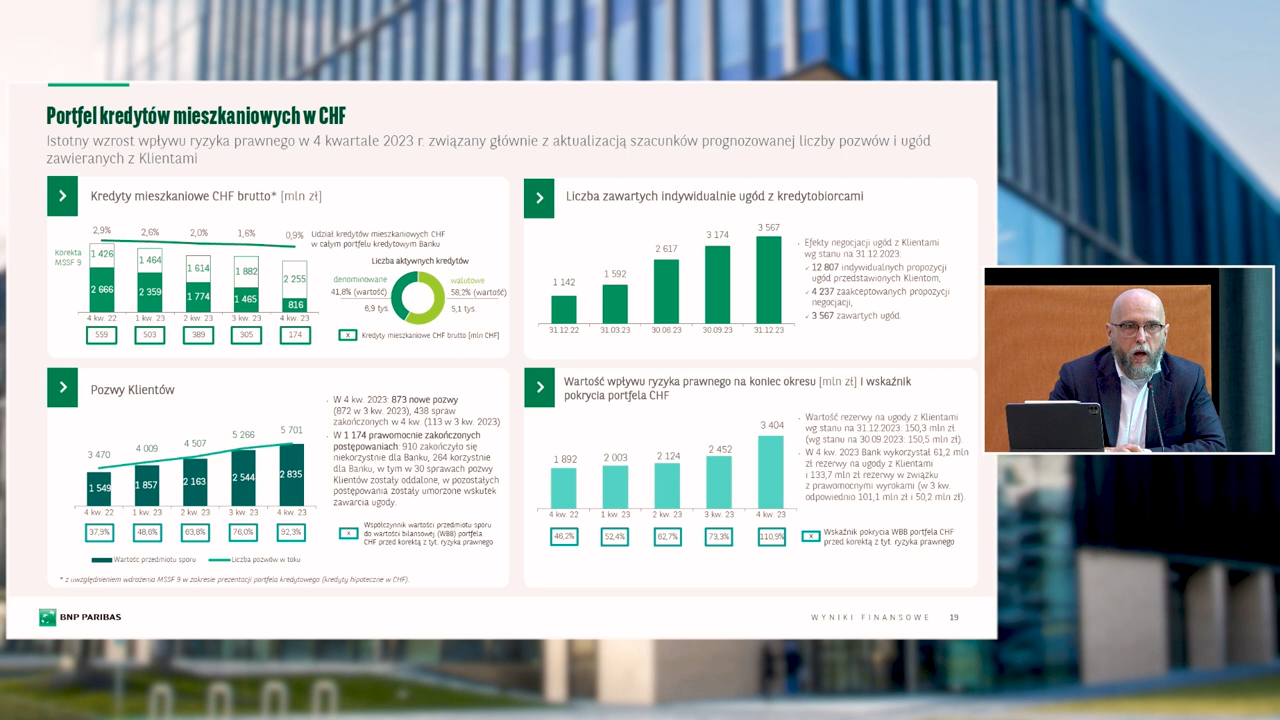 Portfel kredytów mieszkaniowych w CHF
Istotny wzrost wpływu ryzyka prawnego w 4 kwartale 2023 r. związany głównie z aktualizacją szacunków prognozowanej liczby pozwów i ugód
zawieranych z Klientami
Kredyty mieszkaniowe CHF brutto* [mln zł]
2,9% 2,6% 2,0% 1,6% 0,9%
Udział kredytów mieszkaniowych CHF
w całym portfelu kredytowym Banku
Korekta
MSSF 9
1 426 1 464 1 614 1 882 2 255
2 666 2 359 1 774 1 465 816
4 kw. 22 1 kw. 23 2 kw. 23 3 kw. 23 4 kw. 23
559 503 389 305 174
Liczba aktywnych kredytów
denominowane
41,8% (wartość)
6,9 tys.
walutowe
58,2% (wartość)
5,1 tys.
x Kredyty mieszkaniowe CHF brutto [mln CHF]
Liczba zawartych indywidualnie ugód z kredytobiorcami
1 142 1 592 2 617 3 174 3 567
31.12.22 31.03.23 30.06.23 30.09.23 31.12.23
Efekty negocjacji ugód z Klientami
wg stanu na 31.12.2023:
✓ 12 807 indywidualnych propozycji
ugód przedstawionych Klientom,
✓ 4 237 zaakceptowanych propozycji
negocjacji,
✓ 3 567 zawartych ugód.
Pozwy Klientów
3 470 4 009 4 507 5 266 5 701
1 549 1 857 2 163 2 544 2 835
4 kw. 22 1 kw. 23 2 kw. 23 3 kw. 23 4 kw. 23
37,9% 48,6% 63,8% 76,0% 92,3%
Wartość przedmiotu sporu Liczba pozwów w toku
W 4 kw. 2023: 873 nowe pozwy
(872 w 3 kw. 2023), 438 spraw
zakończonych w 4 kw. (113 w 3 kw. 2023)
W 1 174 prawomocnie zakończonych
postępowaniach: 910 zakończyło się
niekorzystnie dla Banku, 264 korzystnie
dla Banku, w tym w 30 sprawach pozwy
Klientów zostały oddalone, w pozostałych
postępowania zostały umorzone wskutek
zawarcia ugody.
x Współczynnik wartości przedmiotu sporu
do wartości bilansowej (WBB) portfela
CHF przed korektą z tyt. ryzyka prawnego
* z uwzględnieniem wdrożenia MSSF 9 w zakresie prezentacji portfela kredytowego (kredyty hipoteczne w CHF).
Wartość wpływu ryzyka prawnego na koniec okresu [mln zł] i wskaźnik
pokrycia portfela CHF
1 892 2 003 2 124 2 452 3 404
4 kw. 22 1 kw. 23 2 kw. 23 3 kw. 23 4 kw. 23
46,2% 52,4% 62,7% 73,3% 110,9%
Wartość rezerwy na ugody z Klientami
wg stanu na 31.12.2023: 150,3 mln zł
(wg stanu na 30.09.2023: 150,5 mln zł).
W 4 kw. 2023 Bank wykorzystał 61,2 mln
zł rezerwy na ugody z Klientami
i 133,7 mln zł rezerwy w związku
z prawomocnymi wyrokami (w 3 kw.
odpowiednio 101,1 mln zł i 50,2 mln zł).
x Wskaźnik pokrycia WBB portfela CHF
przed korektą z tyt. ryzyka prawnego
BNP PARIBAS
WYNIKI FINANSOWE 19